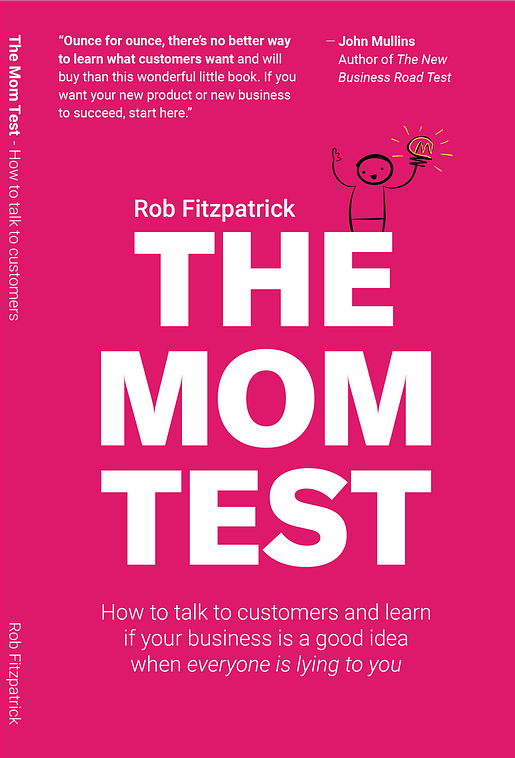 The Mom Test - How to talk to customers
Rob Fitzpatrick
“Ounce for ounce, there’s no better way
to learn what customers want and will
buy than this wonderful little book. If you
want your new product or new business
to succeed, start here.”
— John Mullins
Author of The New
Business Road Test
Rob Fitzpatrick
THE
MOM
TEST
How to talk to customers and learn
if your business is a good idea
when everyone is lying to you